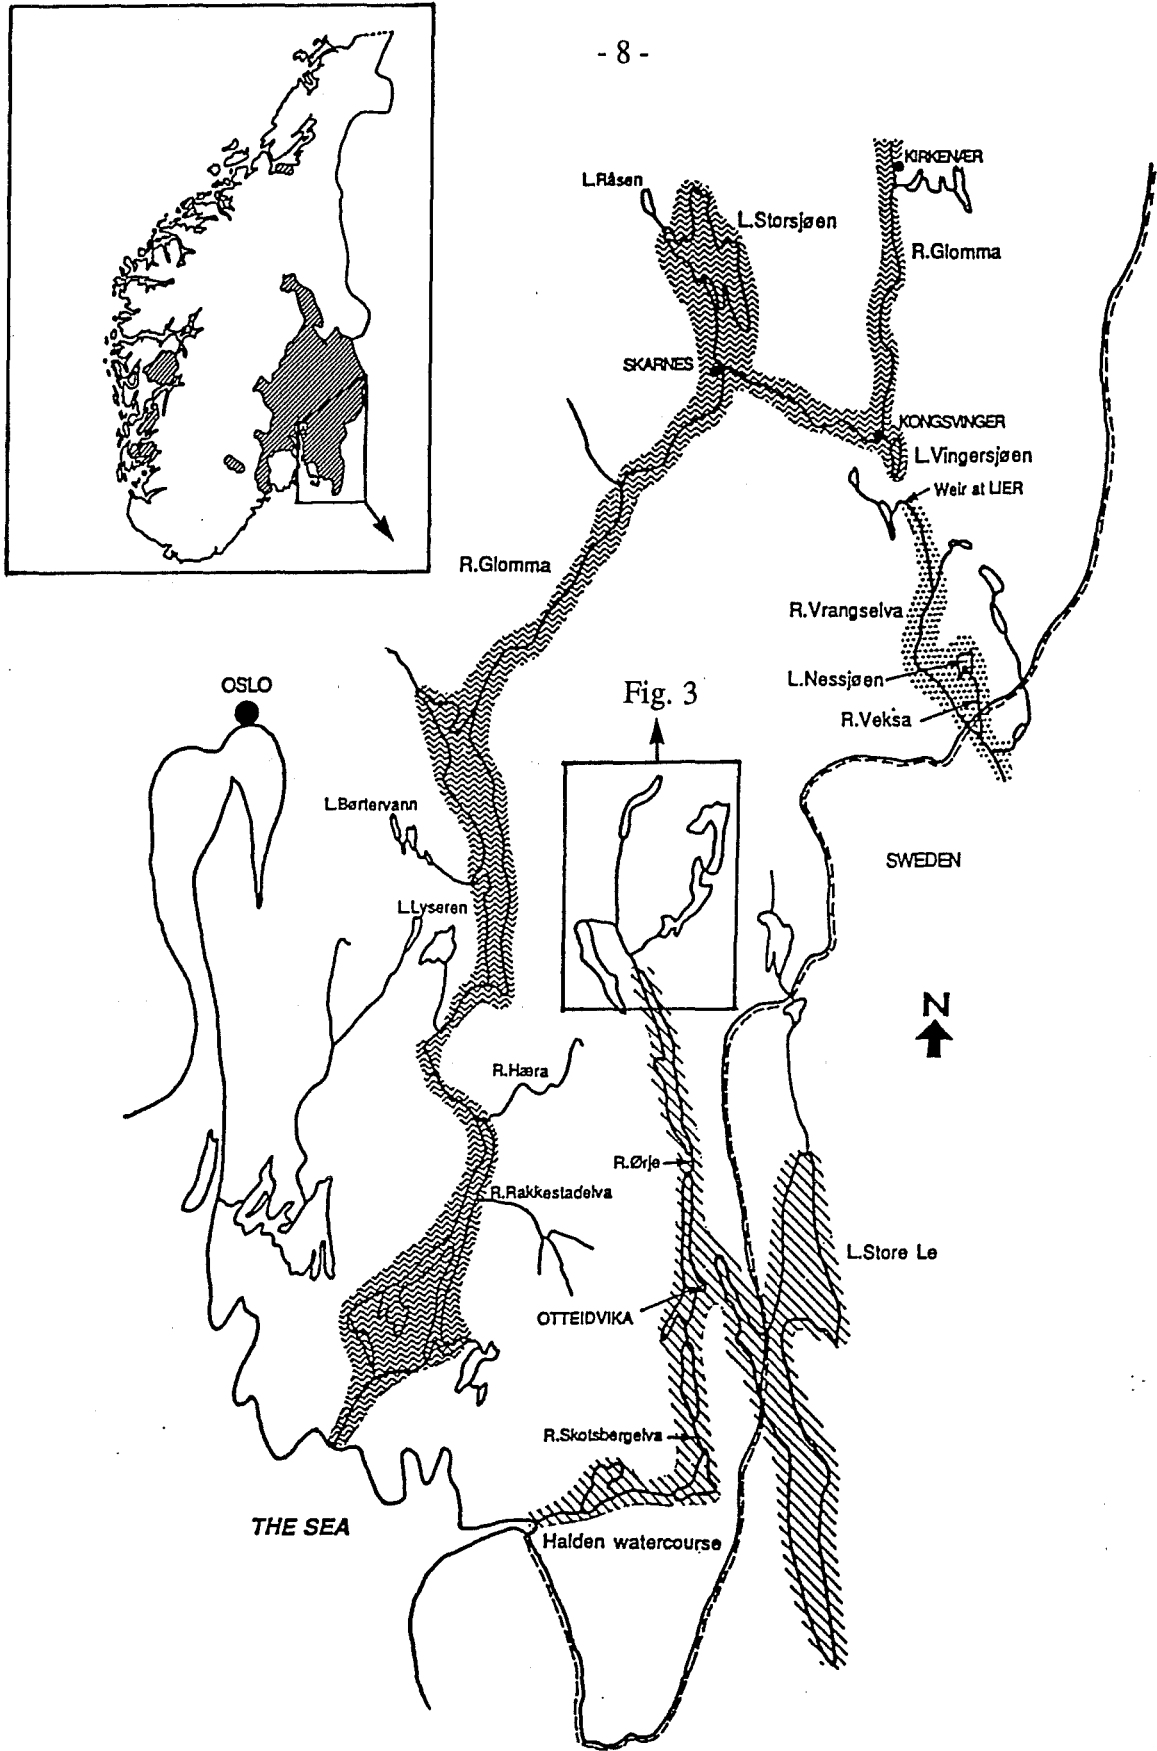 - 8 -
KIRKENÆR
L.Råsen
L.Storsjøen
R.Glomma
SKARNES
KONGSVINGER
L.Vingersjøen
Weir at LIER
R.Glomma
R.Vrangselva
L.Nessjøen
OSLO
Fig. 3
R.Veksa
L.Børtervann
SWEDEN
L.Lyseren
N
R.Hæra
R.Ørje
R.Rakkestadelva
L.Store Le
OTTEIDVIKA
R.Skotsbergelva
THE SEA
Halden watercourse